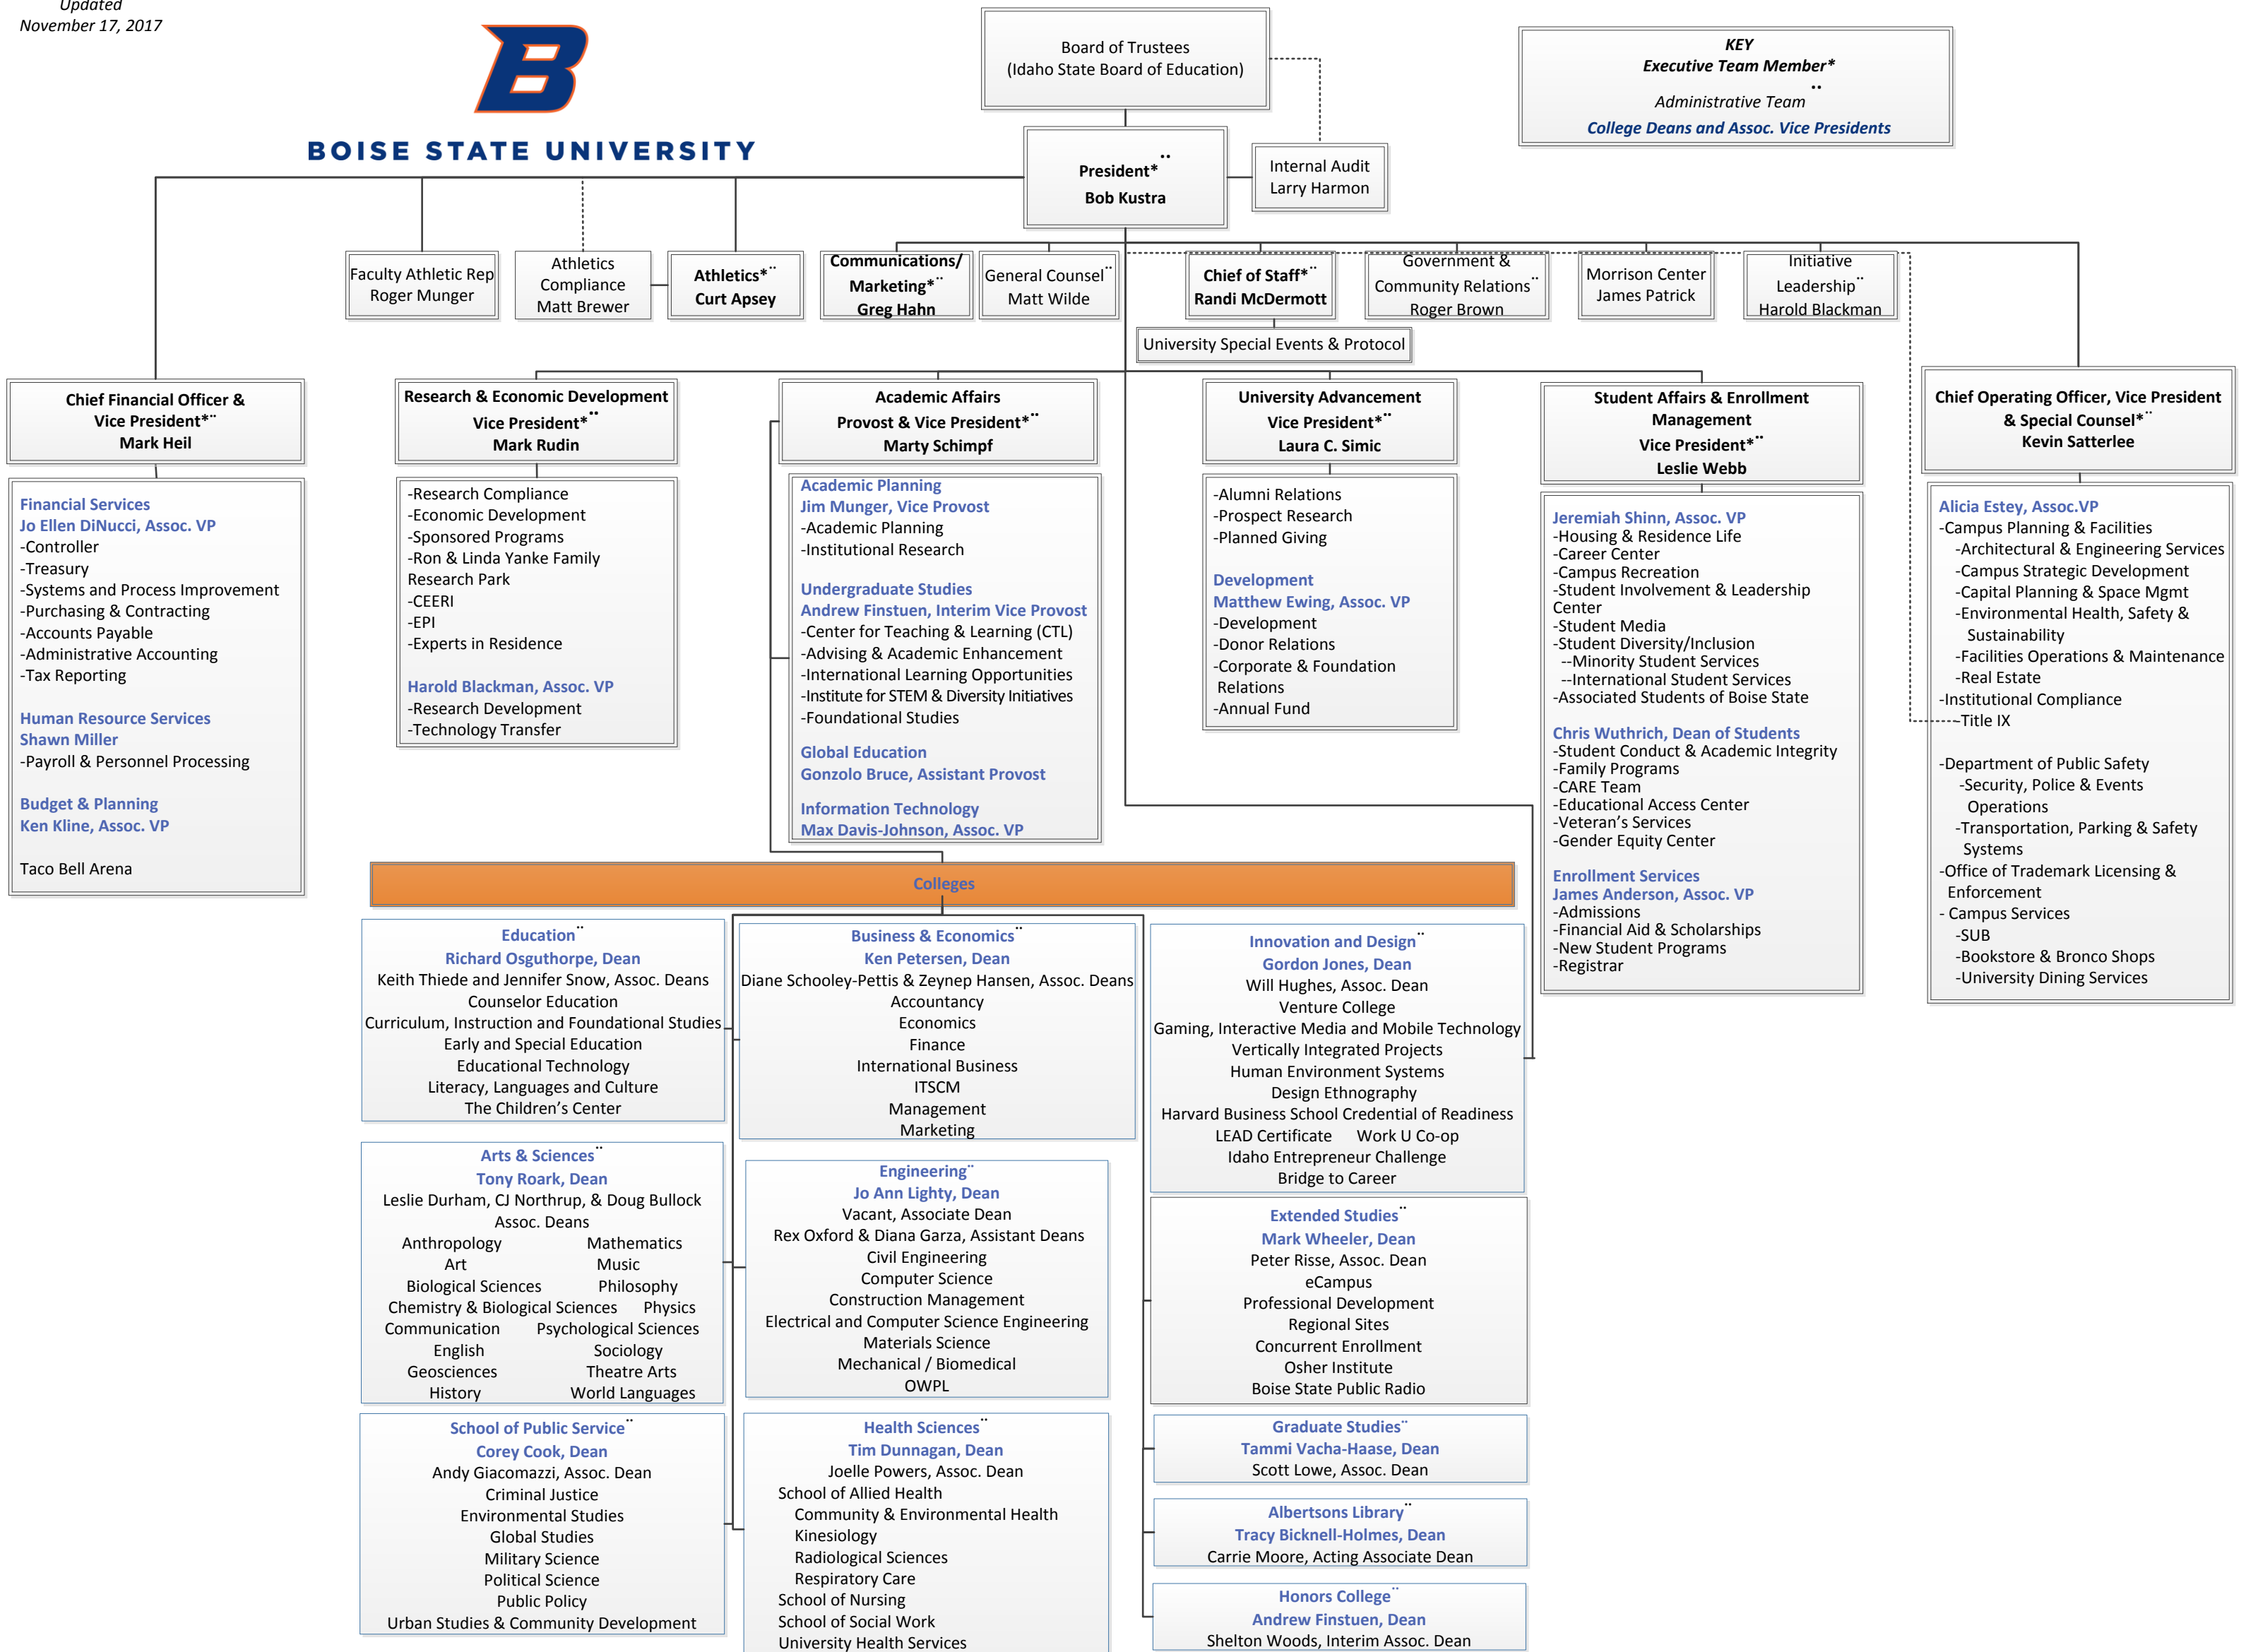 Updated
November 17, 2017
BOISE STATE UNIVERSITY
Board of Trustees
(Idaho State Board of Education)
KEY
Executive Team Member*
Administrative Team¨
College Deans and Assoc. Vice Presidents
President*¨
Bob Kustra
Internal Audit
Larry Harmon
Faculty Athletic Rep
Roger Munger
Athletics
Compliance
Matt Brewer
Athletics*¨
Curt Apsey
Communications/
Marketing*¨
Greg Hahn
General Counsel¨
Matt Wilde
Chief of Staff*¨
Randi McDermott
Government &
Community Relations¨
Roger Brown
Morrison Center
James Patrick
Initiative
Leadership¨
Harold Blackman
University Special Events & Protocol
Chief Financial Officer &
Vice President*¨
Mark Heil
Financial Services
Jo Ellen DiNucci, Assoc. VP
-Controller
-Treasury
-Systems and Process Improvement
-Purchasing & Contracting
-Accounts Payable
-Administrative Accounting
-Tax Reporting
Human Resource Services
Shawn Miller
-Payroll & Personnel Processing
Budget & Planning
Ken Kline, Assoc. VP
Taco Bell Arena
Research & Economic Development
Vice President*¨
Mark Rudin
-Research Compliance
-Economic Development
-Sponsored Programs
-Ron & Linda Yanke Family
Research Park
-CEERI
-EPI
-Experts in Residence
Harold Blackman, Assoc. VP
-Research Development
-Technology Transfer
Academic Affairs
Provost & Vice President*¨
Marty Schimpf
Academic Planning
Jim Munger, Vice Provost
-Academic Planning
-Institutional Research
Undergraduate Studies
Andrew Finstuen, Interim Vice Provost
-Center for Teaching & Learning (CTL)
-Advising & Academic Enhancement
-International Learning Opportunities
-Institute for STEM & Diversity Initiatives
-Foundational Studies
Global Education
Gonzolo Bruce, Assistant Provost
Information Technology
Max Davis-Johnson, Assoc. VP
University Advancement
Vice President*¨
Laura C. Simic
-Alumni Relations
-Prospect Research
-Planned Giving
Development
Matthew Ewing, Assoc. VP
-Development
-Donor Relations
-Corporate & Foundation
Relations
-Annual Fund
Student Affairs & Enrollment
Management
Vice President*¨
Leslie Webb
Jeremiah Shinn, Assoc. VP
-Housing & Residence Life
-Career Center
-Campus Recreation
-Student Involvement & Leadership
Center
-Student Media
-Student Diversity/Inclusion
--Minority Student Services
--International Student Services
-Associated Students of Boise State
Chris Wuthrich, Dean of Students
-Student Conduct & Academic Integrity
-Family Programs
-CARE Team
-Educational Access Center
-Veteran’s Services
-Gender Equity Center
Enrollment Services
James Anderson, Assoc. VP
-Admissions
-Financial Aid & Scholarships
-New Student Programs
-Registrar
Chief Operating Officer, Vice President
& Special Counsel*¨
Kevin Satterlee
Alicia Estey, Assoc.VP
-Campus Planning & Facilities
-Architectural & Engineering Services
-Campus Strategic Development
-Capital Planning & Space Mgmt
-Environmental Health, Safety &
Sustainability
-Facilities Operations & Maintenance
-Real Estate
-Institutional Compliance
-Title IX
-Department of Public Safety
-Security, Police & Events
Operations
-Transportation, Parking & Safety
Systems
-Office of Trademark Licensing &
Enforcement
- Campus Services
-SUB
-Bookstore & Bronco Shops
-University Dining Services
Colleges
Education¨
Richard Osguthorpe, Dean
Keith Thiede and Jennifer Snow, Assoc. Deans
Counselor Education
Curriculum, Instruction and Foundational Studies
Early and Special Education
Educational Technology
Literacy, Languages and Culture
The Children’s Center
Business & Economics¨
Ken Petersen, Dean
Diane Schooley-Pettis & Zeynep Hansen, Assoc. Deans
Accountancy
Economics
Finance
International Business
ITSCM
Management
Marketing
Innovation and Design¨
Gordon Jones, Dean
Will Hughes, Assoc. Dean
Venture College
Gaming, Interactive Media and Mobile Technology
Vertically Integrated Projects
Human Environment Systems
Design Ethnography
Harvard Business School Credential of Readiness
LEAD Certificate Work U Co-op
Idaho Entrepreneur Challenge
Bridge to Career
Arts & Sciences¨
Tony Roark, Dean
Leslie Durham, CJ Northrup, & Doug Bullock
Assoc. Deans
Anthropology Mathematics
Art Music
Biological Sciences Philosophy
Chemistry & Biological Sciences Physics
Communication Psychological Sciences
English Sociology
Geosciences Theatre Arts
History World Languages
Engineering¨
Jo Ann Lighty, Dean
Vacant, Associate Dean
Rex Oxford & Diana Garza, Assistant Deans
Civil Engineering
Computer Science
Construction Management
Electrical and Computer Science Engineering
Materials Science
Mechanical / Biomedical
OWPL
Extended Studies¨
Mark Wheeler, Dean
Peter Risse, Assoc. Dean
eCampus
Professional Development
Regional Sites
Concurrent Enrollment
Osher Institute
Boise State Public Radio
School of Public Service¨
Corey Cook, Dean
Andy Giacomazzi, Assoc. Dean
Criminal Justice
Environmental Studies
Global Studies
Military Science
Political Science
Public Policy
Urban Studies & Community Development
Health Sciences¨
Tim Dunnagan, Dean
Joelle Powers, Assoc. Dean
School of Allied Health
Community & Environmental Health
Kinesiology
Radiological Sciences
Respiratory Care
School of Nursing
School of Social Work
University Health Services
Graduate Studies¨
Tammi Vacha-Haase, Dean
Scott Lowe, Assoc. Dean
Albertsons Library¨
Tracy Bicknell-Holmes, Dean
Carrie Moore, Acting Associate Dean
Honors College¨
Andrew Finstuen, Dean
Shelton Woods, Interim Assoc. Dean